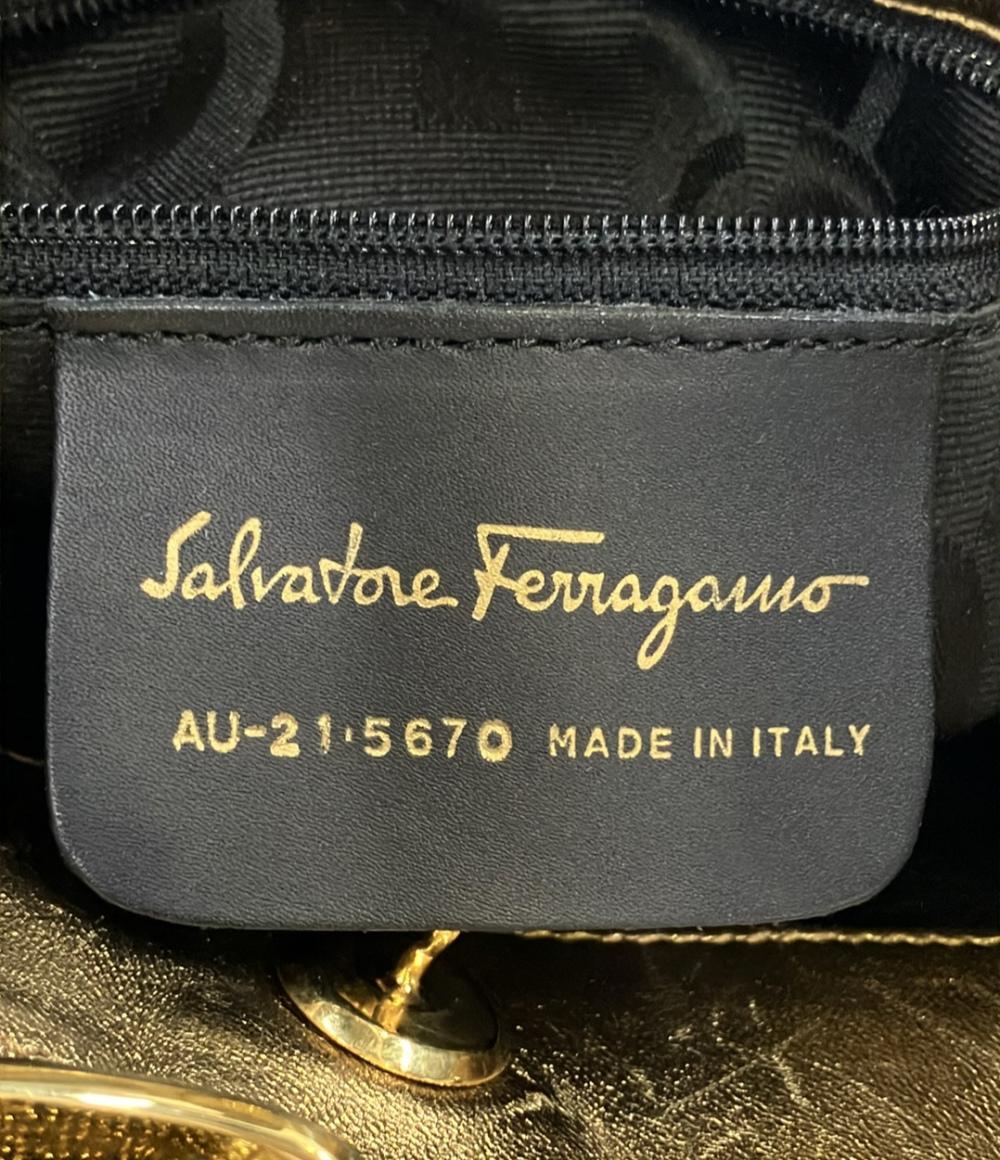 Salvatore Ferragamo
AU-21·5670 MADE IN ITALY